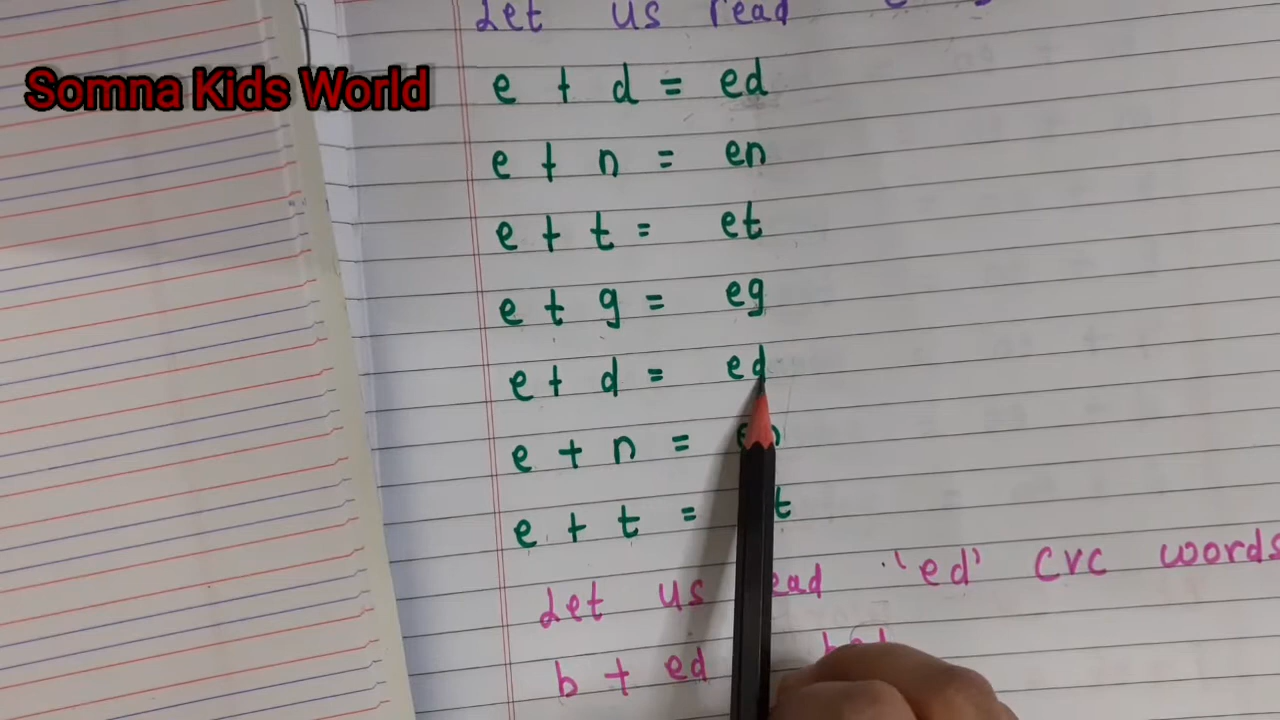 Let us read
Somna Kids World
e + d = ed
e + n = en
e + t = et
e + g = eg
e + d = ed
e + n =
e + t =
Let us read 'ed' CVC words
b + ed